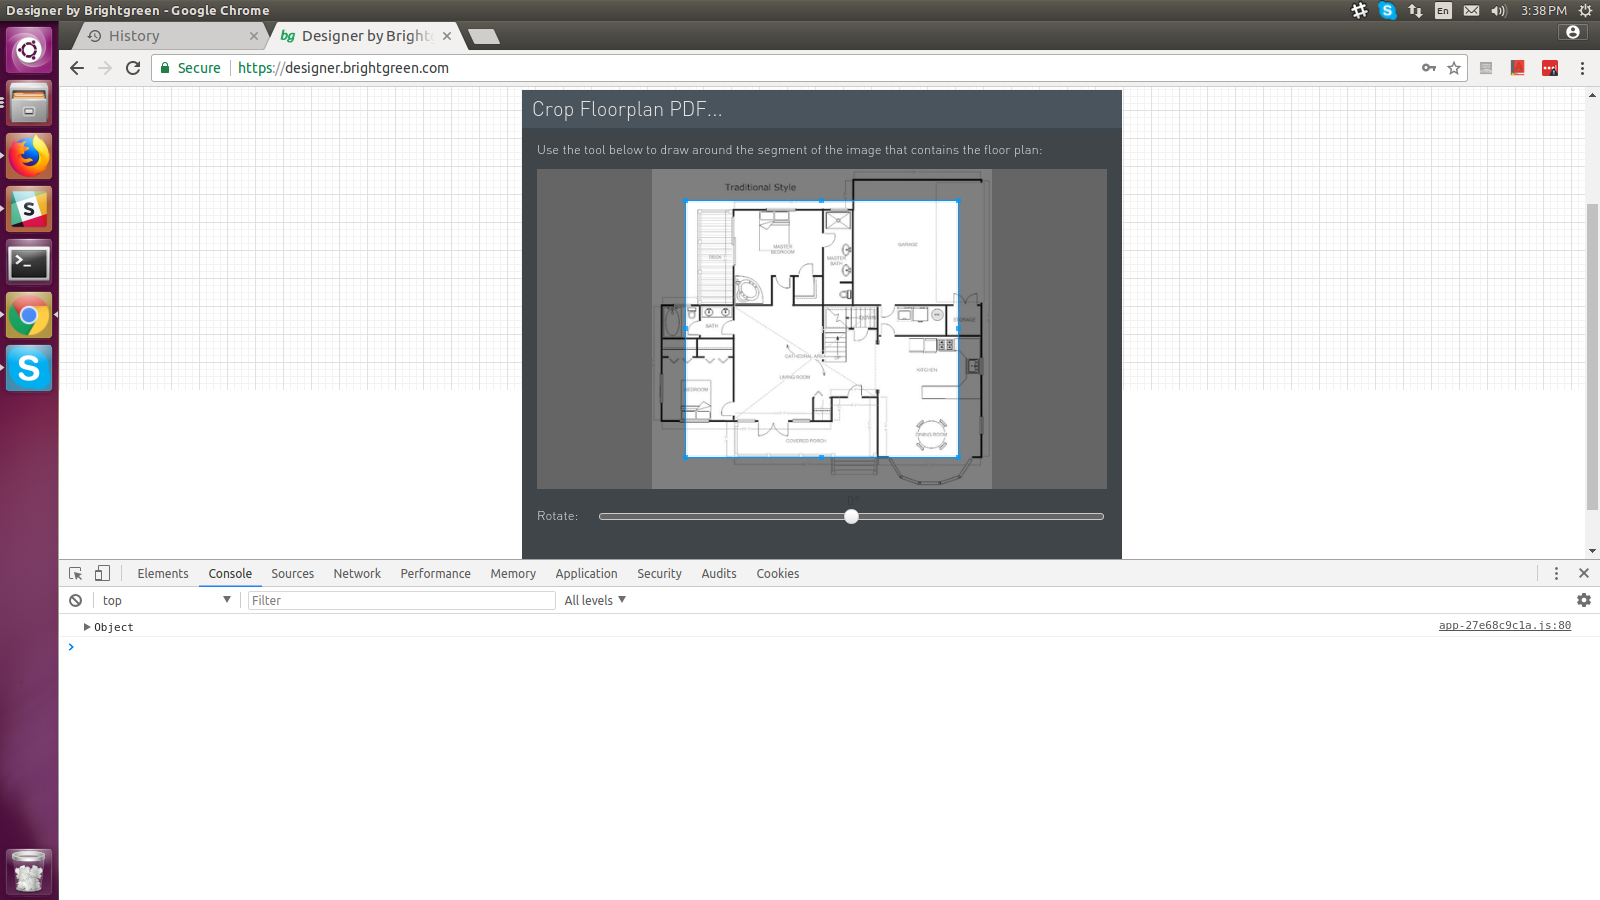 Designer by Brightgreen - Google Chrome
En
3:38 PM
History
Designer by Brightg
Secure
https://designer.brightgreen.com
Crop Floorplan PDF...
Use the tool below to draw around the segment of the image that contains the floor plan:
Traditional Style
MASTER
BEDROOM
GARAGE
DECK
MASTER
BATH
DOWN
STORAGE
BATH
CATHEDRAL AREA
LIVING ROOM
KITCHEN
BEDROOM
DINING ROOM
COVERED PORCH
0°
Rotate:
Elements
Console
Sources
Network
Performance
Memory
Application
Security
Audits
Cookies
top
Filter
All levels
Object
app-27e68c9c1a.js:80